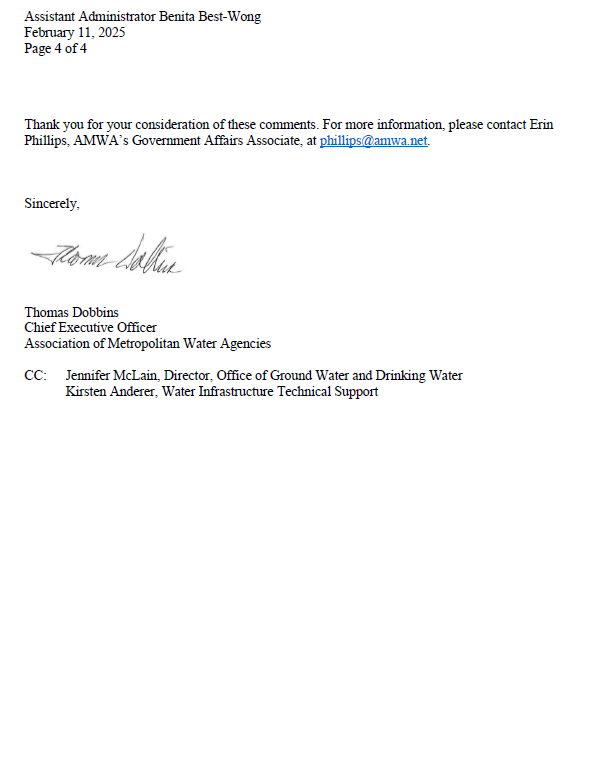 Assistant Administrator Benita Best-Wong
February 11, 2025
Page 4 of 4
Thank you for your consideration of these comments. For more information, please contact Erin
Phillips, AMWA's Government Affairs Associate, at phillips@amwa.net.
Sincerely,
Thomas Dobbins
Thomas Dobbins
Chief Executive Officer
Association of Metropolitan Water Agencies
CC: Jennifer McLain, Director, Office of Ground Water and Drinking Water
Kirsten Anderer, Water Infrastructure Technical Support